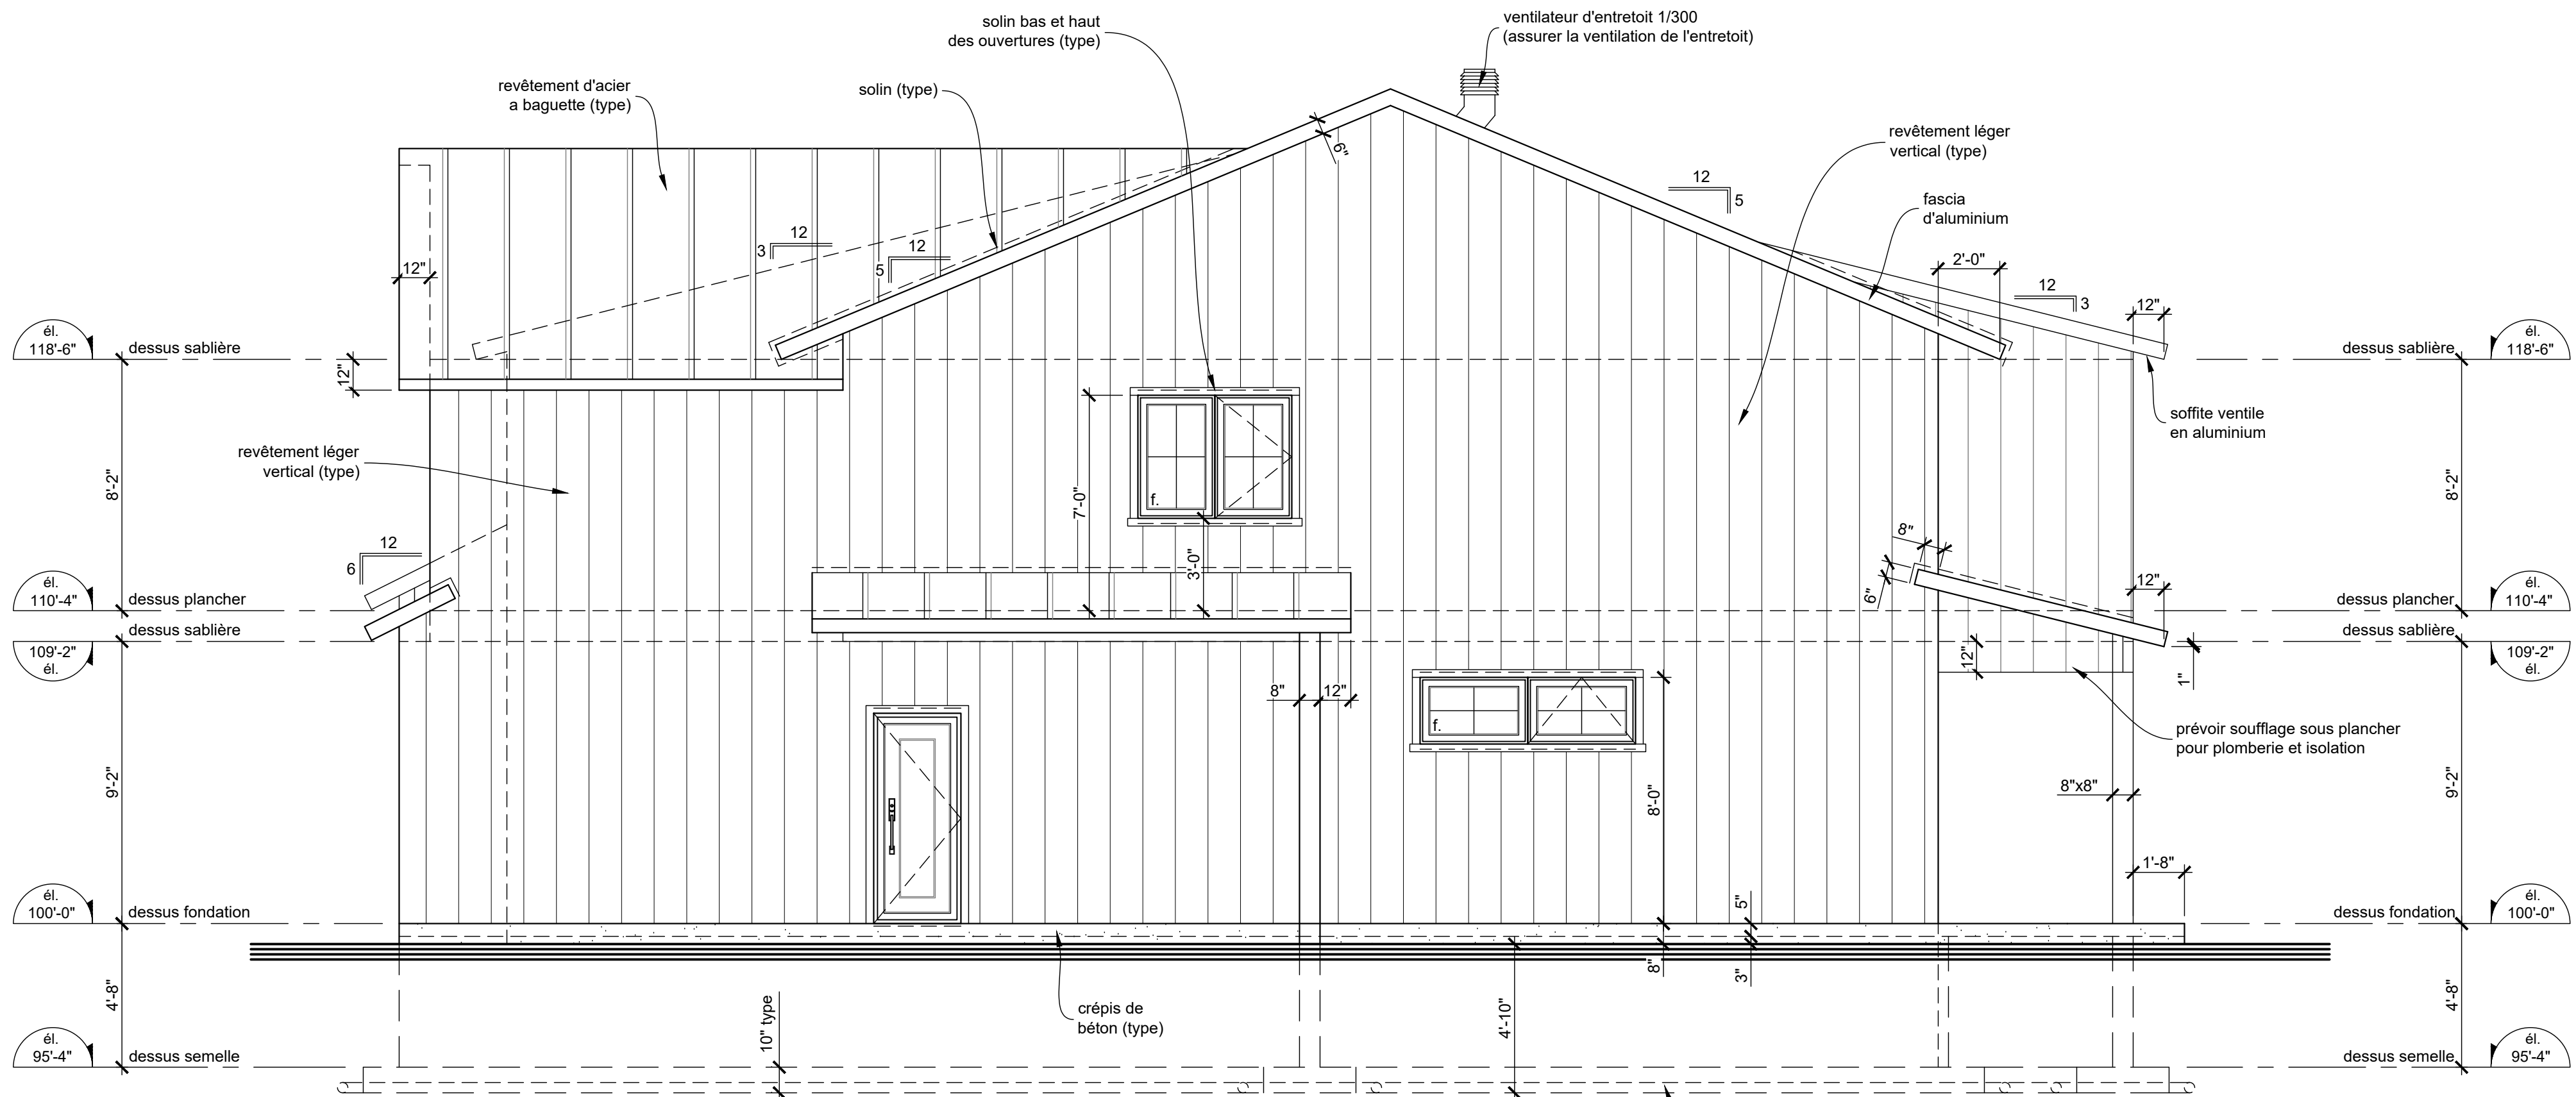 solin bas et haut
des ouvertures (type)
ventilateur d'entretoit 1/300
(assurer la ventilation de l'entretoit)
revêtement d'acier
a baguette (type)
solin (type)
6"
revêtement léger
vertical (type)
12
5
fascia
d'aluminium
12
3
12
5
12"
2'-0"
12
3
12"
él.
118'-6"
dessus sablière
12"
dessus sablière
él.
118'-6"
soffite ventile
en aluminium
revêtement léger
vertical (type)
8'-2"
7'-0"
f.
3'-0"
8'-2"
12
6
8"
6"
12"
él.
110'-4"
dessus plancher
dessus plancher
él.
110'-4"
dessus sablière
109'-2"
él.
dessus sablière
109'-2"
él.
12"
1"
8"
12"
f.
prévoir soufflage sous plancher
pour plomberie et isolation
9'-2"
8'-0"
8"x8"
9'-2"
1'-8"
él.
100'-0"
dessus fondation
5"
dessus fondation
él.
100'-0"
8"
3"
4'-8"
10" type
crépis de
béton (type)
4'-10"
4'-8"
él.
95'-4"
dessus semelle
dessus semelle
él.
95'-4"